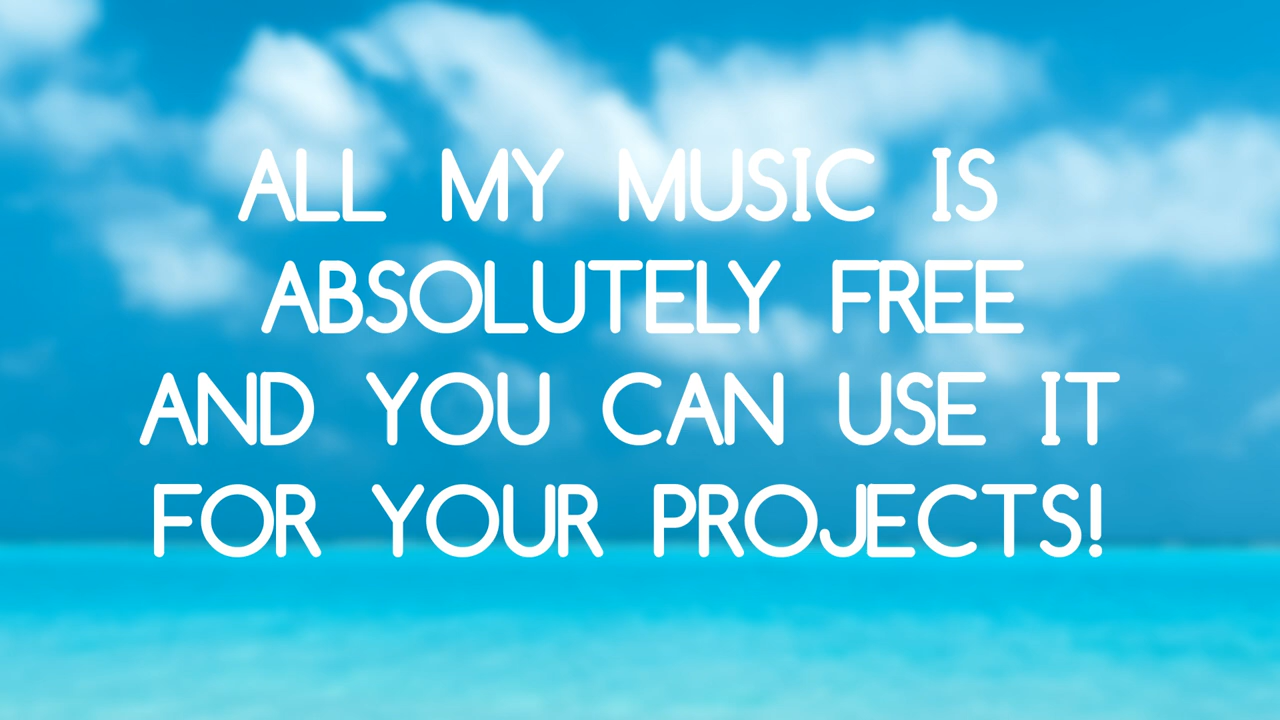 ALL MY MUSIC IS
ABSOLUTELY FREE
AND YOU CAN USE IT
FOR YOUR PROJECTS!